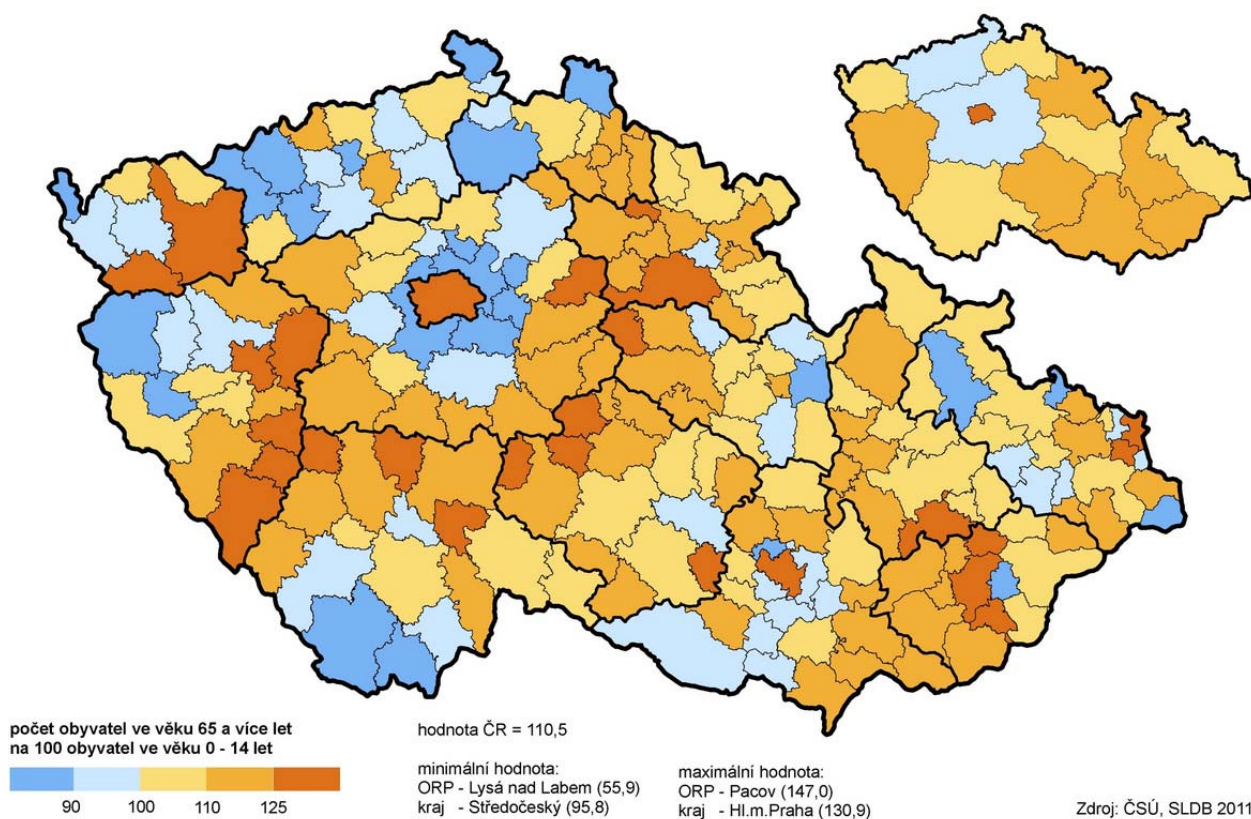 počet obyvatel ve věku 65 a více let
na 100 obyvatel ve věku 0 - 14 let
90 100 110 125
hodnota ČR = 110,5
minimální hodnota:
ORP - Lysá nad Labem (55,9)
kraj - Středočeský (95,8)
maximální hodnota:
ORP - Pacov (147,0)
kraj - Hl.m.Praha (130,9)
Zdroj: ČSÚ, SLDB 2011